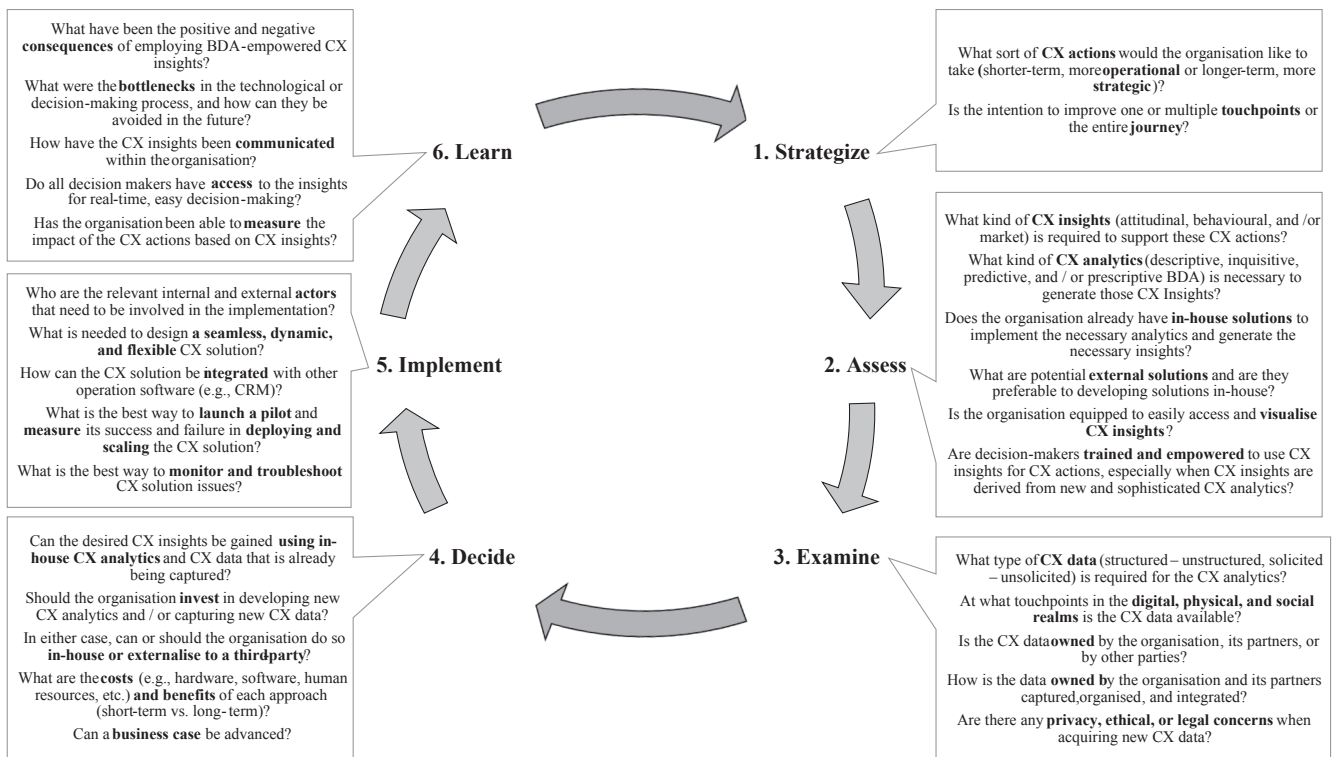 What have been the positive and negative
consequences of employing BDA-empowered CX
insights?
What were the bottlenecks in the technological or
decision-making process, and how can they be
avoided in the future?
How have the CX insights been communicated
within the organisation?
Do all decision makers have access to the insights
for real-time, easy decision-making?
Has the organisation been able to measure the
impact of the CX actions based on CX insights?
6. Learn
1. Strategize
What sort of CX actions would the organisation like to
take (shorter-term, more operational or longer-term, more
strategic)?
Is the intention to improve one or multiple touchpoints or
the entire journey?
What kind of CX insights (attitudinal, behavioural, and /or
market) is required to support these CX actions?
What kind of CX analytics (descriptive, inquisitive,
predictive, and / or prescriptive BDA) is necessary to
generate those CX Insights?
Does the organisation already have in-house solutions to
implement the necessary analytics and generate the
necessary insights?
What are potential external solutions and are they
preferable to developing solutions in-house?
Is the organisation equipped to easily access and visualise
CX insights?
Are decision-makers trained and empowered to use CX
insights for CX actions, especially when CX insights are
derived from new and sophisticated CX analytics?
2. Assess
Who are the relevant internal and external actors
that need to be involved in the implementation?
What is needed to design a seamless, dynamic,
and flexible CX solution?
How can the CX solution be integrated with other
operation software (e.g., CRM)?
What is the best way to launch a pilot and
measure its success and failure in deploying and
scaling the CX solution?
What is the best way to monitor and troubleshoot
CX solution issues?
5. Implement
Can the desired CX insights be gained using in-
house CX analytics and CX data that is already
being captured?
Should the organisation invest in developing new
CX analytics and / or capturing new CX data?
In either case, can or should the organisation do so
in-house or externalise to a third-party?
What are the costs (e.g., hardware, software, human
resources, etc.) and benefits of each approach
(short-term vs. long-term)?
Can a business case be advanced?
4. Decide
3. Examine
What type of CX data (structured – unstructured, solicited
– unsolicited) is required for the CX analytics?
At what touchpoints in the digital, physical, and social
realms is the CX data available?
Is the CX data owned by the organisation, its partners, or
by other parties?
How is the data owned by the organisation and its partners
captured,organised, and integrated?
Are there any privacy, ethical, or legal concerns when
acquiring new CX data?